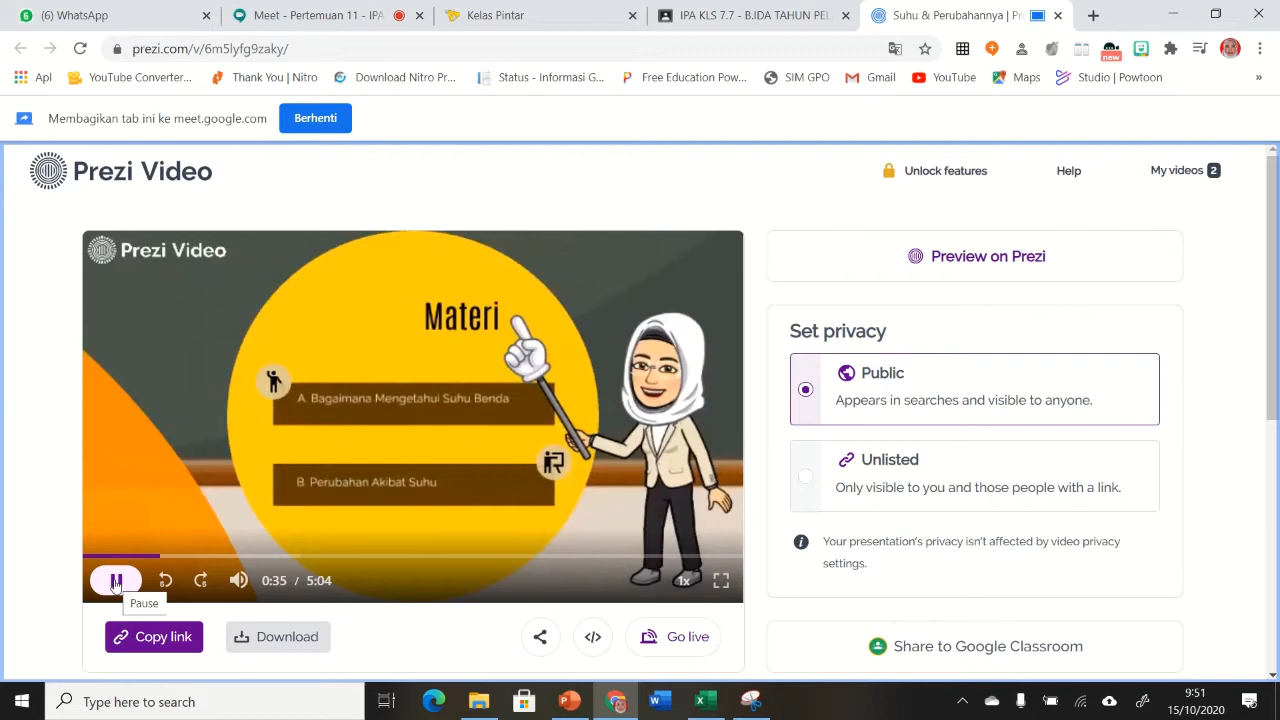 (6) WhatsApp
Meet - Pertemuan 11 - IPA
Kelas Pintar
IPA KLS 7.7 - B.IDA TAHUN PEL
Suhu & Perubahannya | Pr
prezi.com/v/6m5lyfg9zaky/
new
Apl
YouTube Converter...
Thank You | Nitro
Download Nitro Pr...
Status - Informasi G...
Free Education Pow...
SIM GPO
Gmail
YouTube
Maps
Studio | Powtoon
»
Membagikan tab ini ke meet.google.com
Berhenti
Prezi Video
Unlock features
Help
My videos 2
Prezi Video
Materi
A. Bagaimana Mengetahui Suhu Benda
B. Perubahan Akibat Suhu
0:35 / 5:04
1x
Pause
Copy link
Download
Go live
Preview on Prezi
Set privacy
Public
Appears in searches and visible to anyone.
Unlisted
Only visible to you and those people with a link.
Your presentation's privacy isn't affected by video privacy
settings.
Share to Google Classroom
Type here to search
9:51
15/10/2020